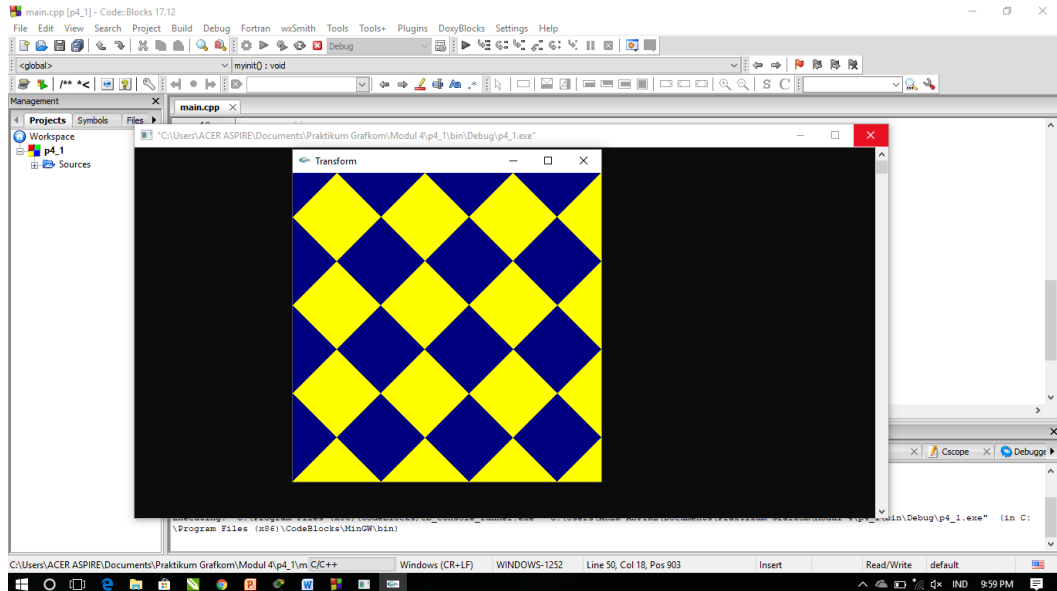 main.cpp [p4_1] - Code::Blocks 17.12
File Edit View Search Project Build Debug Fortran wxSmith Tools Tools+ Plugins DoxyBlocks Settings Help
Debug
<global>
myinit() : void
/** *<
S C
Management
main.cpp
Projects Symbols Files
Workspace
p4_1
Sources
"C:\Users\ACER ASPIRE\Documents\Praktikum Grafkom\Modul 4\p4_1\bin\Debug\p4_1.exe"
Transform
Cscope
Debugge
\Program Files (x86)\CodeBlocks\MinGW\bin)
C:\Users\ACER ASPIRE\Documents\Praktikum Grafkom\Modul 4\p4_1\m C/C++ Windows (CR+LF) WINDOWS-1252 Line 50, Col 18, Pos 903 Insert Read/Write default
IND 9:59 PM